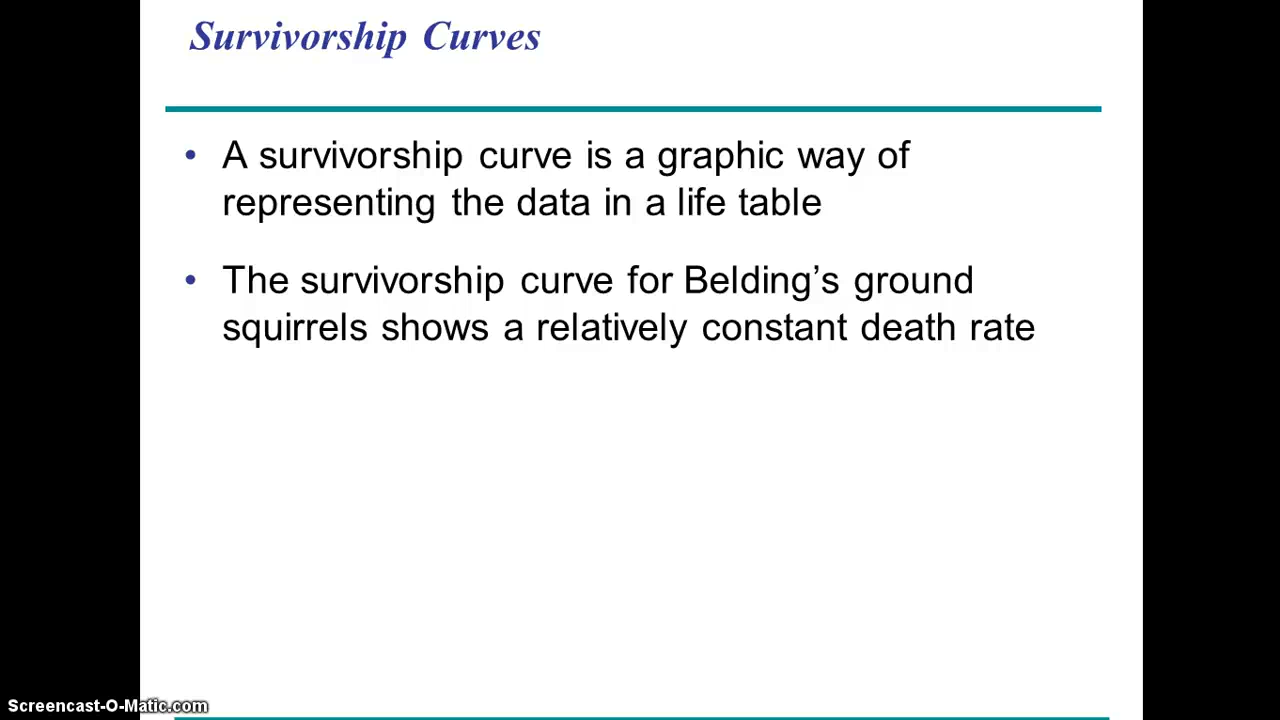 Survivorship Curves
• A survivorship curve is a graphic way of
representing the data in a life table
• The survivorship curve for Belding’s ground
squirrels shows a relatively constant death rate
Screencast-O-Matic.com